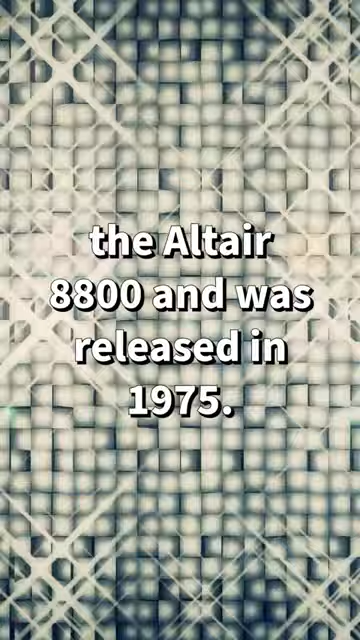 the Altair
8800 and was
released in
1975.